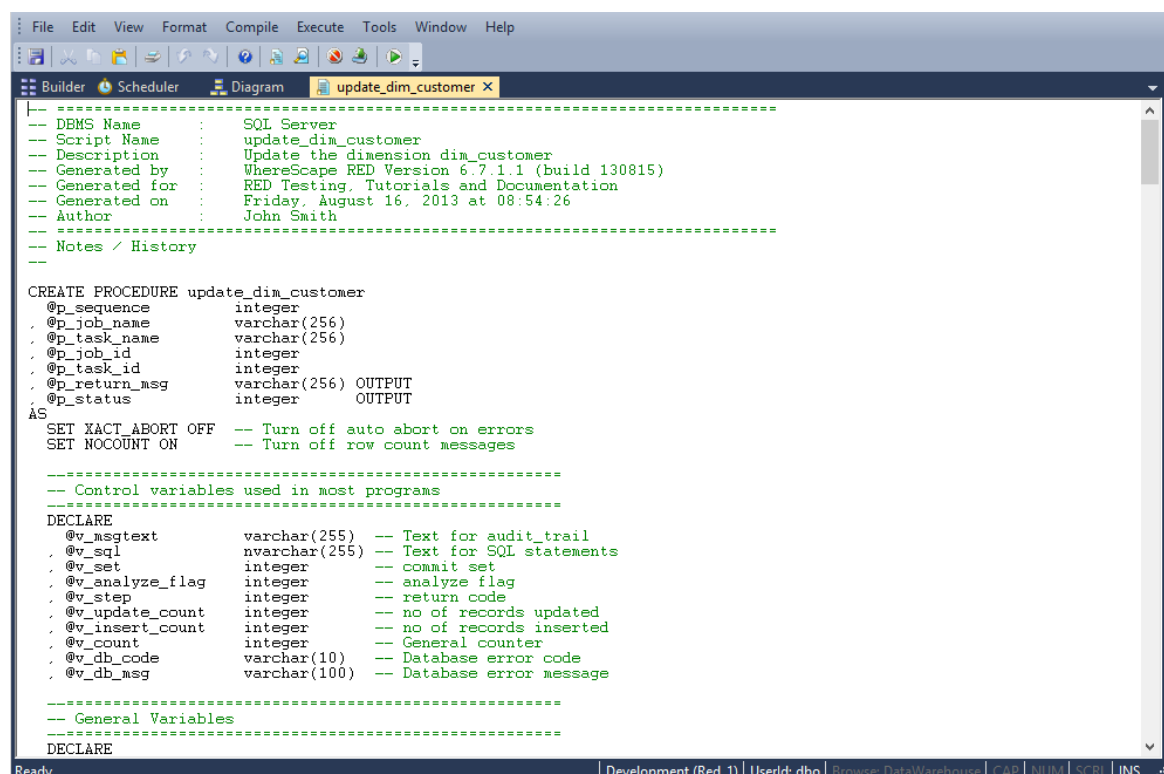 File Edit View Format Compile Execute Tools Window Help
Builder Scheduler Diagram update_dim_customer X
-- =============================================================================
-- DBMS Name : SQL Server
-- Script Name : update_dim_customer
-- Description : Update the dimension dim_customer
-- Generated by : WhereScape RED Version 6.7.1.1 (build 130815)
-- Generated for : RED Testing, Tutorials and Documentation
-- Generated on : Friday, August 16, 2013 at 08:54:26
-- Author : John Smith
-- =============================================================================
-- Notes / History
--
CREATE PROCEDURE update_dim_customer
@p_sequence integer
, @p_job_name varchar(256)
, @p_task_name varchar(256)
, @p_job_id integer
, @p_task_id integer
, @p_return_msg varchar(256) OUTPUT
, @p_status integer OUTPUT
AS
SET XACT_ABORT OFF -- Turn off auto abort on errors
SET NOCOUNT ON -- Turn off row count messages
--=====================================================
-- Control variables used in most programs
--=====================================================
DECLARE
@v_msgtext varchar(255) -- Text for audit_trail
, @v_sql nvarchar(255) -- Text for SQL statements
, @v_set integer -- commit set
, @v_analyze_flag integer -- analyze flag
, @v_step integer -- return code
, @v_update_count integer -- no of records updated
, @v_insert_count integer -- no of records inserted
, @v_count integer -- General counter
, @v_db_code varchar(10) -- Database error code
, @v_db_msg varchar(100) -- Database error message
--=====================================================
-- General Variables
--=====================================================
DECLARE
Ready Development (Red_1) UserId: dbo Browse: DataWarehouse CAP NUM SCRL INS